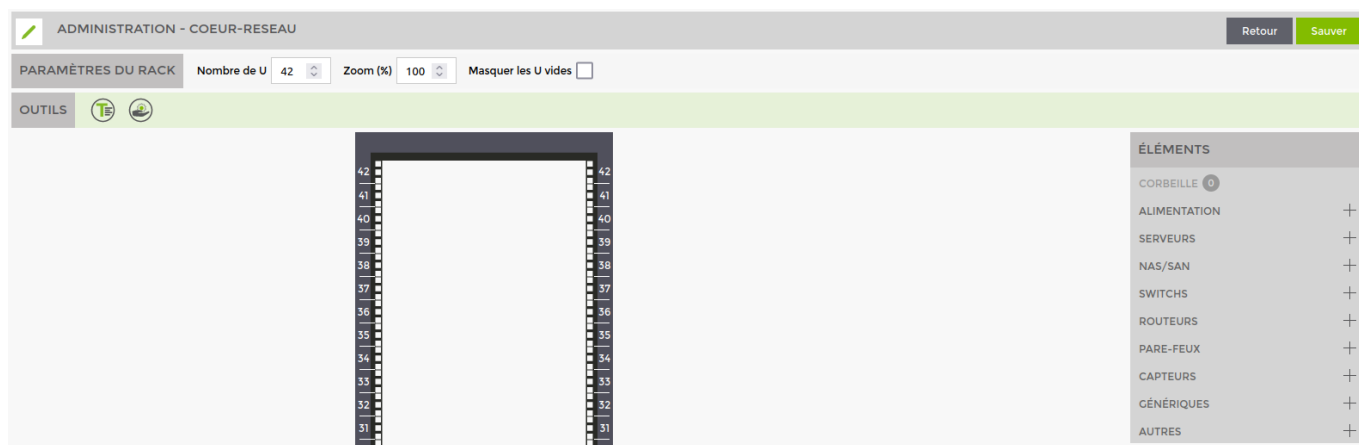 ADMINISTRATION - COEUR-RESEAU
Retour
Sauver
PARAMÈTRES DU RACK
Nombre de U 42
Zoom (%) 100
Masquer les U vides
OUTILS
T
42 42
41 41
40 40
39 39
38 38
37 37
36 36
35 35
34 34
33 33
32 32
31 31
ÉLÉMENTS
CORBEILLE 0
ALIMENTATION
SERVEURS
NAS/SAN
SWITCHS
ROUTEURS
PARE-FEUX
CAPTEURS
GÉNÉRIQUES
AUTRES